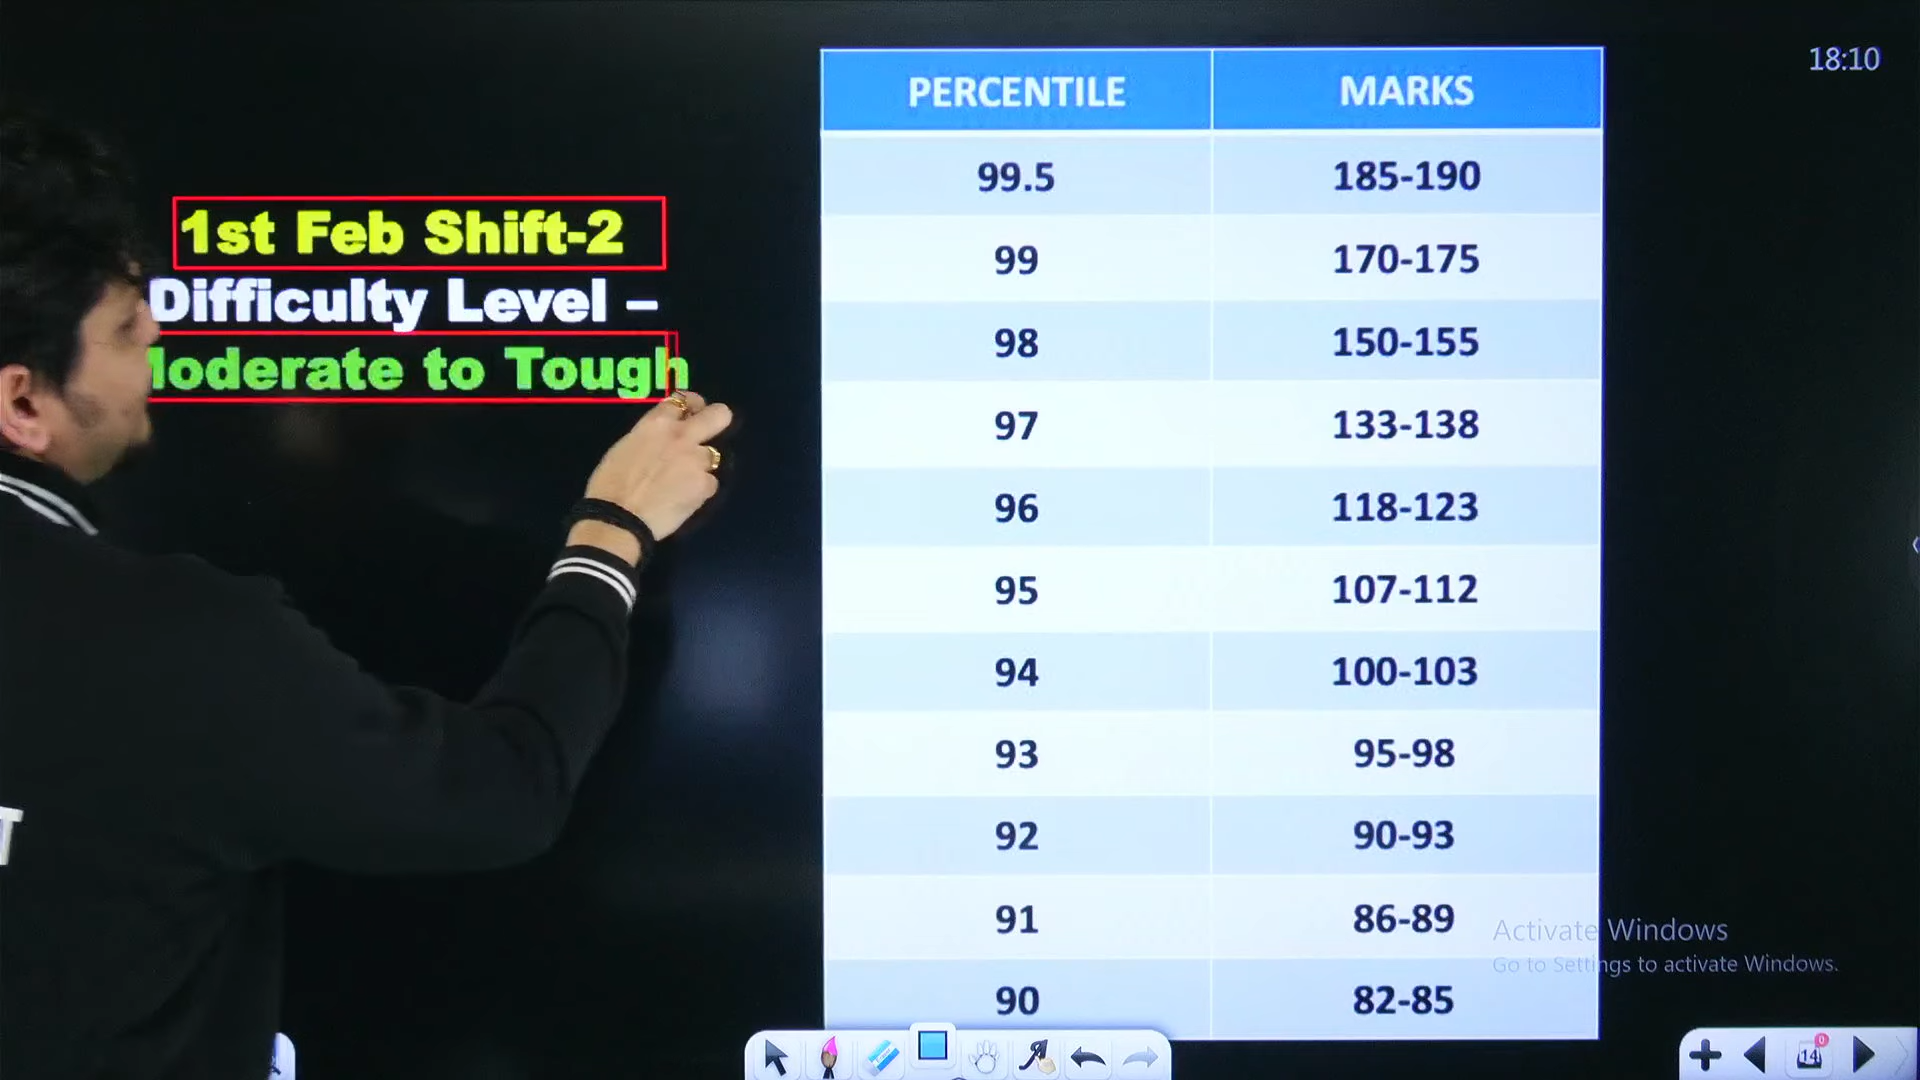 18:10
1st Feb Shift-2
Difficulty Level –
Moderate to Tough
PERCENTILE MARKS
99.5 185-190
99 170-175
98 150-155
97 133-138
96 118-123
95 107-112
94 100-103
93 95-98
92 90-93
91 86-89
90 82-85
Activate Windows
Go to Settings to activate Windows.
14
0
T